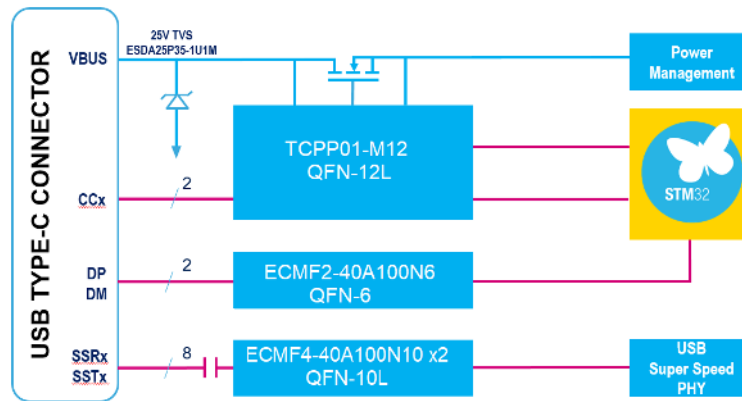 USB TYPE-C CONNECTOR
VBUS
25V TVS
ESDA25P35-1U1M
Power
Management
TCPP01-M12
QFN-12L
STM32
CCx
2
DP
DM
2
ECMF2-40A100N6
QFN-6
SSRx
SSTx
8
ECMF4-40A100N10 x2
QFN-10L
USB
Super Speed
PHY